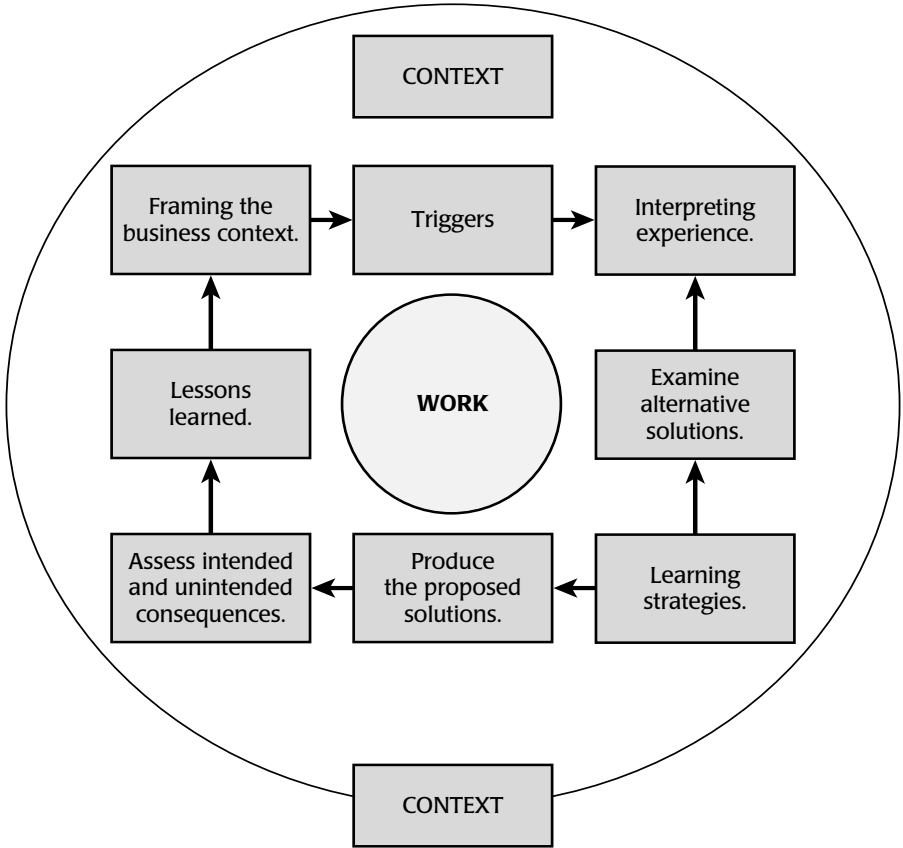 CONTEXT
Framing the
business context.
Triggers
Interpreting
experience.
Lessons
learned.
WORK
Examine
alternative
solutions.
Assess intended
and unintended
consequences.
Produce
the proposed
solutions.
Learning
strategies.
CONTEXT